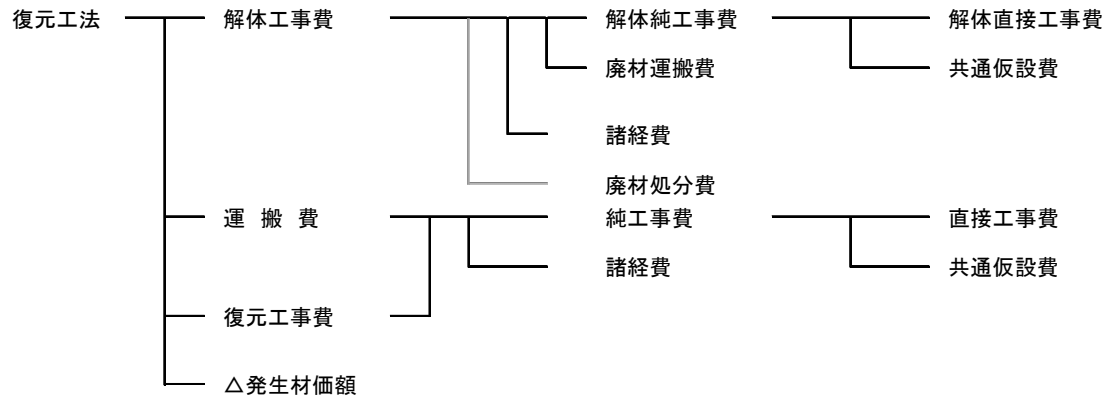 復元工法 解体工事費 解体純工事費 解体直接工事費
廃材運搬費 共通仮設費
諸経費
廃材処分費
運 搬 費 純工事費 直接工事費
諸経費 共通仮設費
復元工事費
△発生材価額